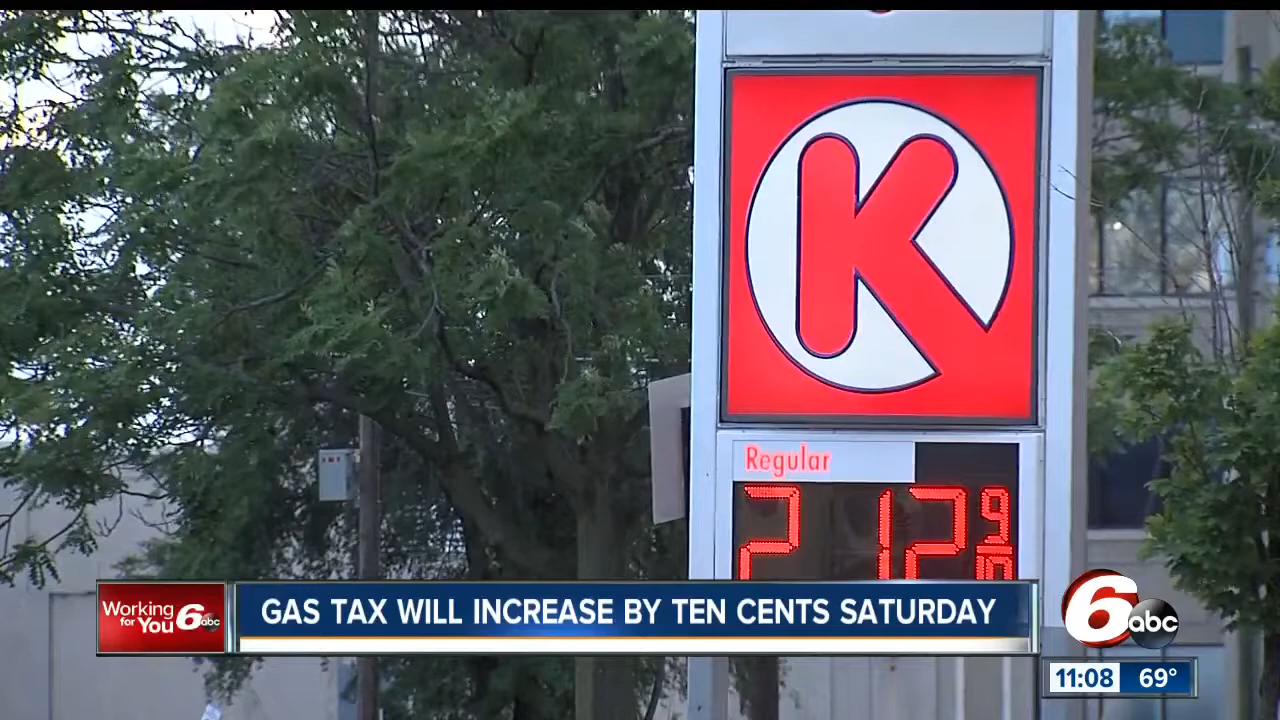 K
Regular
2 12 9/10
Working
for You 6abc
GAS TAX WILL INCREASE BY TEN CENTS SATURDAY
6abc
11:08 69°